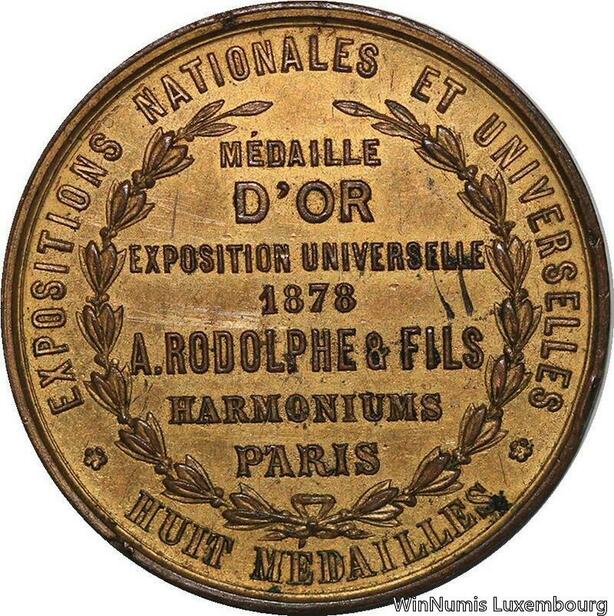 EXPOSITIONS NATIONALES ET UNIVERSELLES
MÉDAILLE
D'OR
EXPOSITION UNIVERSELLE
1878
A. RODOLPHE & FILS
HARMONIUMS
PARIS
HUIT MÉDAILLES
WinNumis Luxembourg